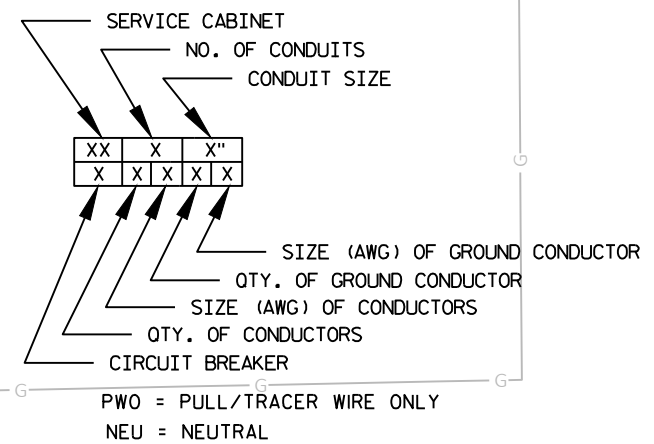 SERVICE CABINET
NO. OF CONDUITS
CONDUIT SIZE
XX X X"
X X X X X
G
SIZE (AWG) OF GROUND CONDUCTOR
QTY. OF GROUND CONDUCTOR
SIZE (AWG) OF CONDUCTORS
QTY. OF CONDUCTORS
CIRCUIT BREAKER
G G G
PWO = PULL/TRACER WIRE ONLY
NEU = NEUTRAL